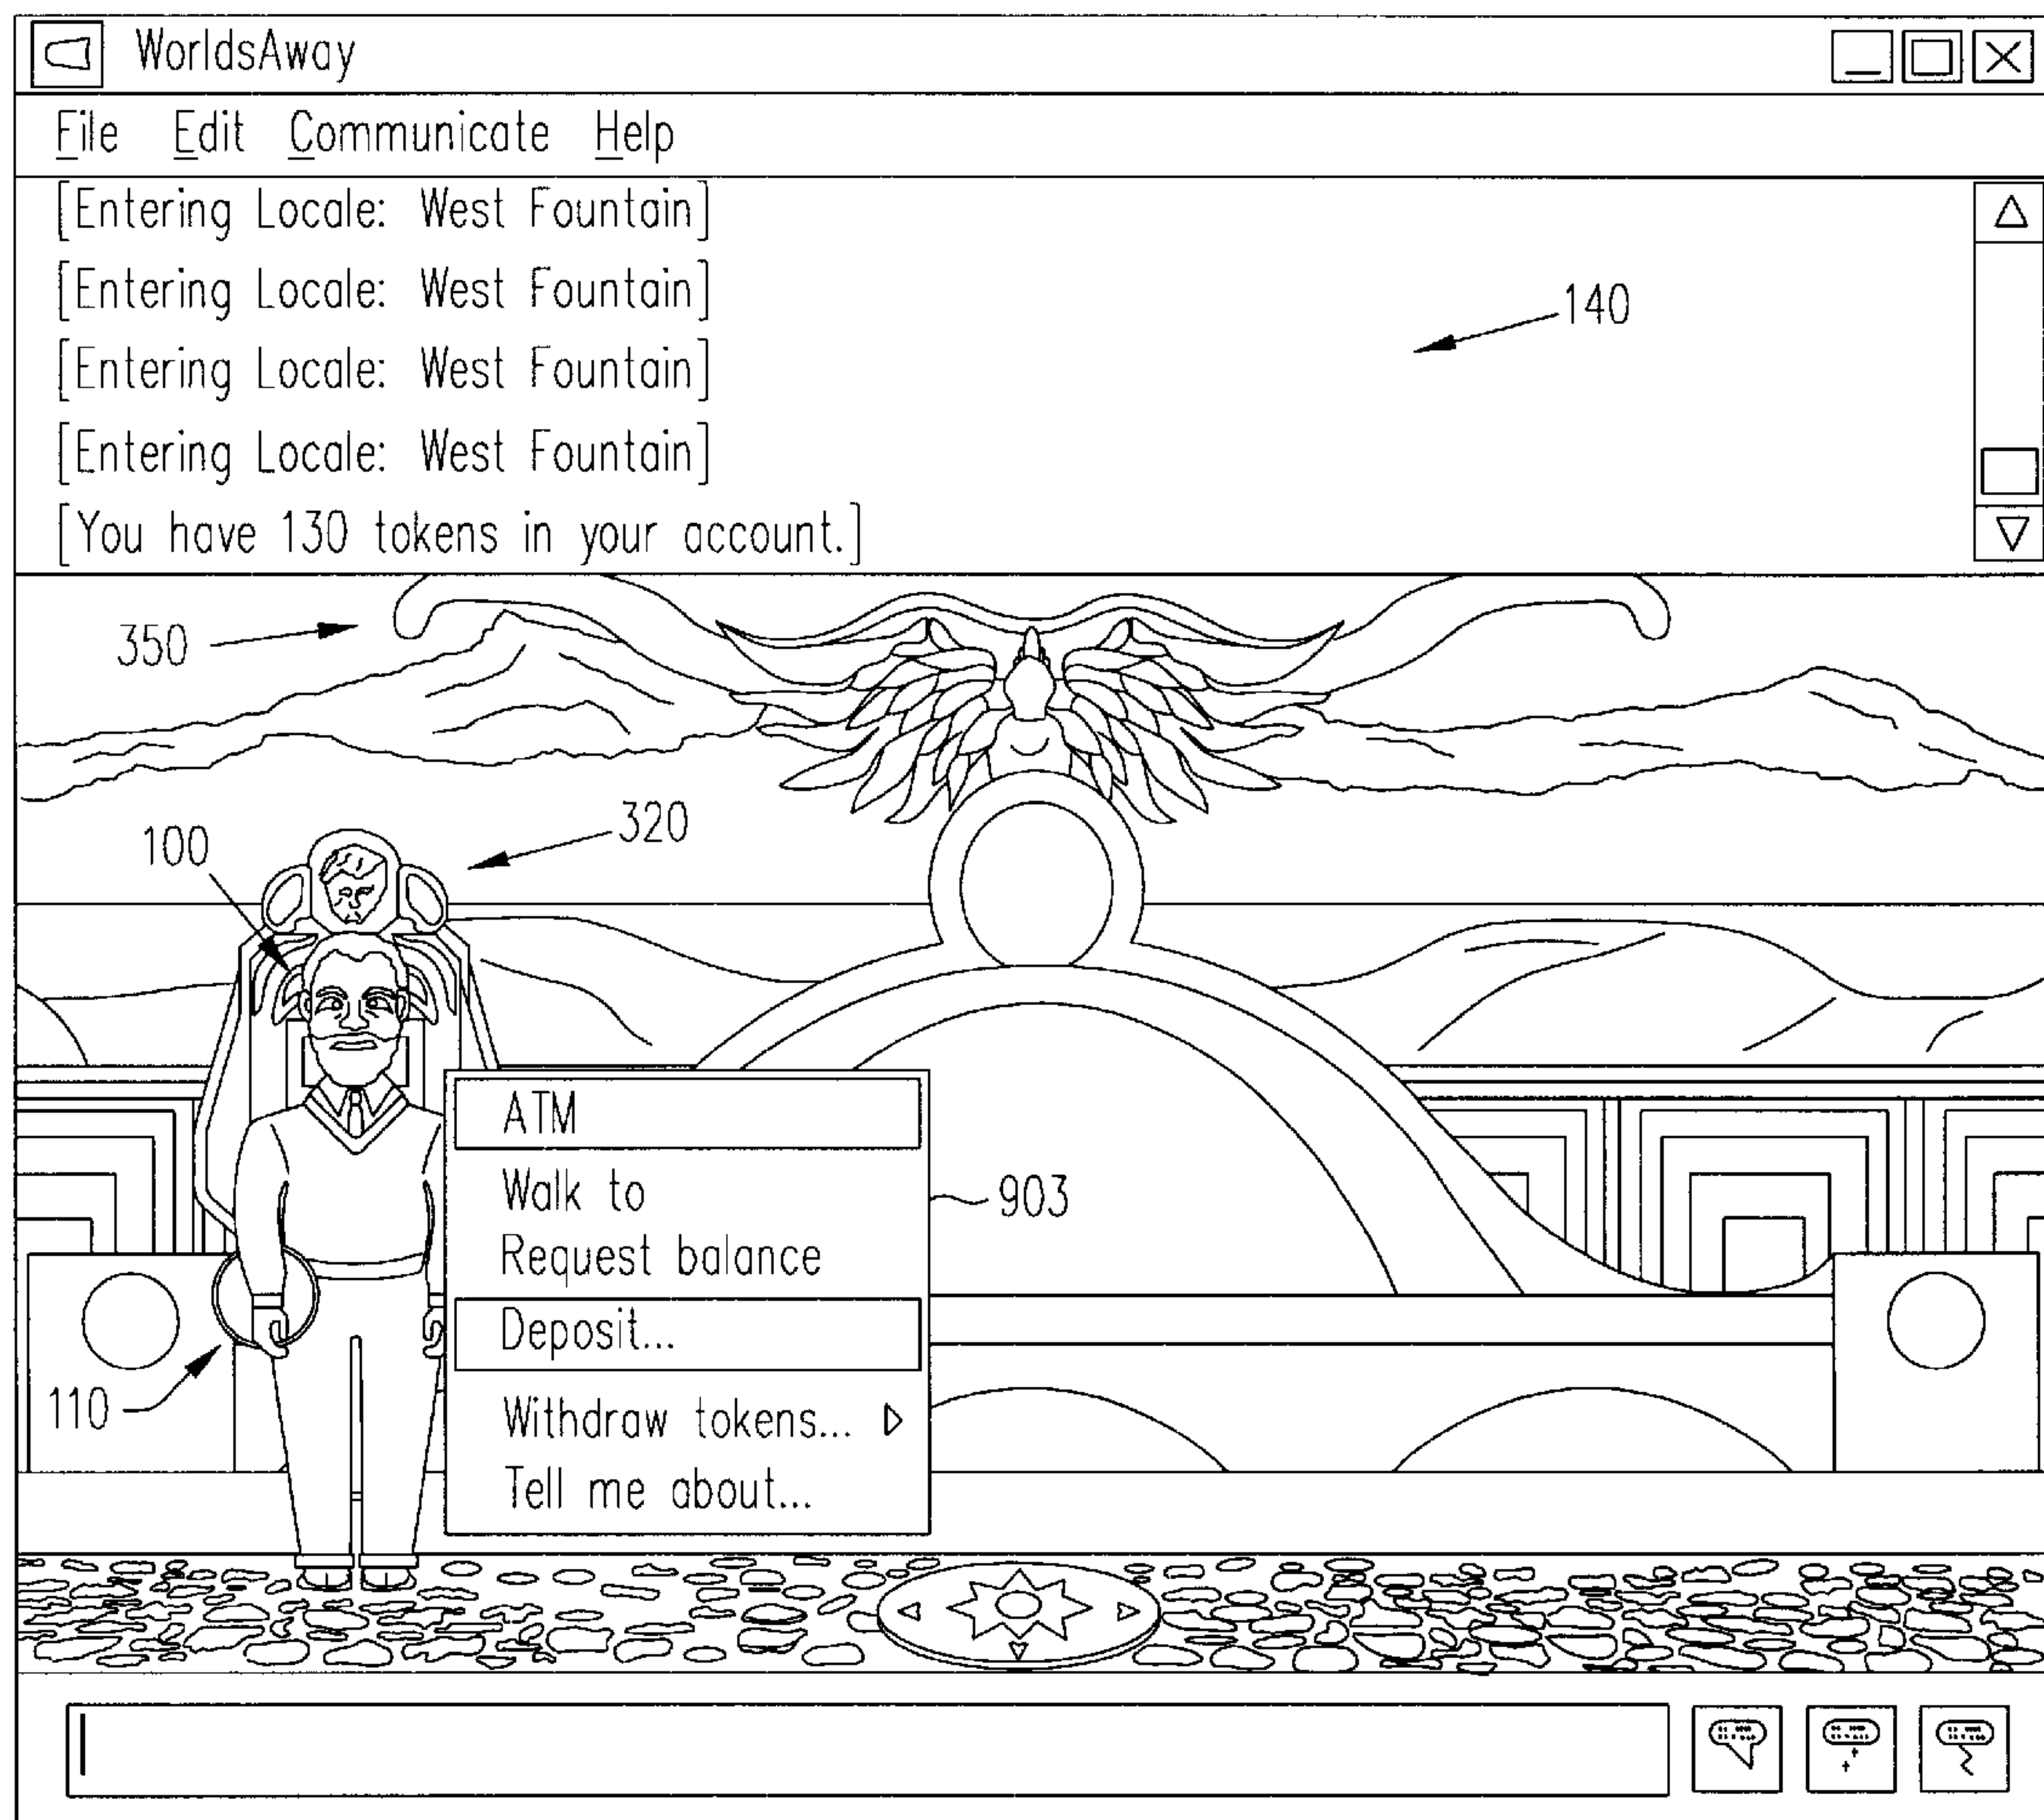 WorldsAway
File Edit Communicate Help
[Entering Locale: West Fountain]
[Entering Locale: West Fountain]
140
[Entering Locale: West Fountain]
[Entering Locale: West Fountain]
[You have 130 tokens in your account.]
350
320
100
ATM
Walk to
903
Request balance
Deposit...
110
Withdraw tokens...
Tell me about...